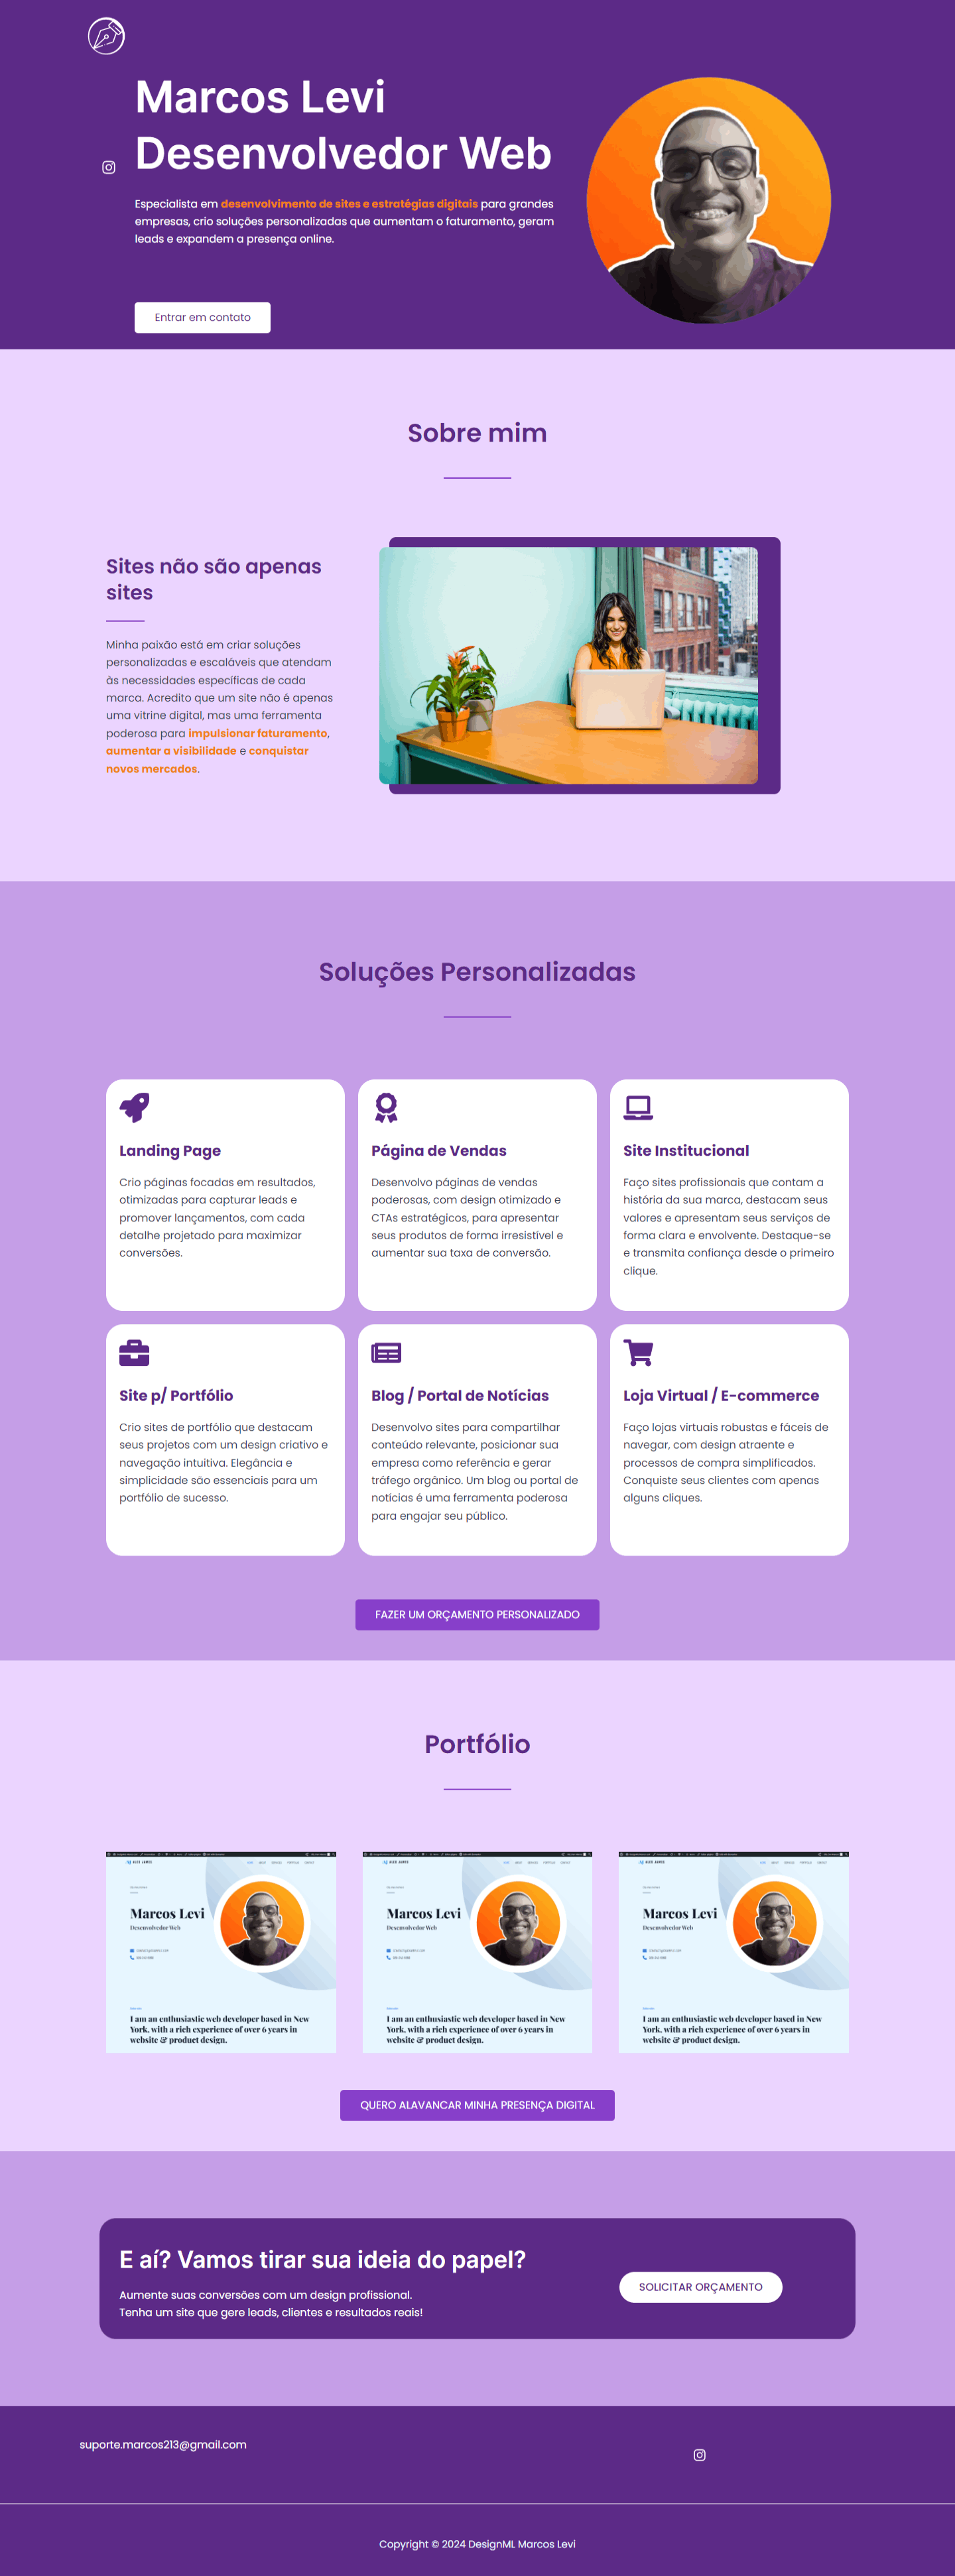 Marcos Levi
Desenvolvedor Web
Especialista em desenvolvimento de sites e estratégias digitais para grandes
empresas, crio soluções personalizadas que aumentam o faturamento, geram
leads e expandem a presença online.
Entrar em contato
Sobre mim
Sites não são apenas
sites
Minha paixão está em criar soluções
personalizadas e escaláveis que atendam
às necessidades específicas de cada
marca. Acredito que um site não é apenas
uma vitrine digital, mas uma ferramenta
poderosa para impulsionar faturamento,
aumentar a visibilidade e conquistar
novos mercados.
Soluções Personalizadas
Landing Page
Crio páginas focadas em resultados,
otimizadas para capturar leads e
promover lançamentos, com cada
detalhe projetado para maximizar
conversões.
Página de Vendas
Desenvolvo páginas de vendas
poderosas, com design otimizado e
CTAs estratégicos, para apresentar
seus produtos de forma irresistível e
aumentar sua taxa de conversão.
Site Institucional
Faço sites profissionais que contam a
história da sua marca, destacam seus
valores e apresentam seus serviços de
forma clara e envolvente. Destaque-se
e transmita confiança desde o primeiro
clique.
Site p/ Portfólio
Crio sites de portfólio que destacam
seus projetos com um design criativo e
navegação intuitiva. Elegância e
simplicidade são essenciais para um
portfólio de sucesso.
Blog / Portal de Notícias
Desenvolvo sites para compartilhar
conteúdo relevante, posicionar sua
empresa como referência e gerar
tráfego orgânico. Um blog ou portal de
notícias é uma ferramenta poderosa
para engajar seu público.
Loja Virtual / E-commerce
Faço lojas virtuais robustas e fáceis de
navegar, com design atraente e
processos de compra simplificados.
Conquiste seus clientes com apenas
alguns cliques.
FAZER UM ORÇAMENTO PERSONALIZADO
Portfólio
Marcos Levi
Desenvolvedor Web
I am an enthusiastic web developer based in New
York, with a rich experience of over 6 years in
website & product design.
Marcos Levi
Desenvolvedor Web
I am an enthusiastic web developer based in New
York, with a rich experience of over 6 years in
website & product design.
Marcos Levi
Desenvolvedor Web
I am an enthusiastic web developer based in New
York, with a rich experience of over 6 years in
website & product design.
QUERO ALAVANCAR MINHA PRESENÇA DIGITAL
E aí? Vamos tirar sua ideia do papel?
Aumente suas conversões com um design profissional.
Tenha um site que gere leads, clientes e resultados reais!
SOLICITAR ORÇAMENTO
suporte.marcos213@gmail.com
Copyright © 2024 DesignML Marcos Levi